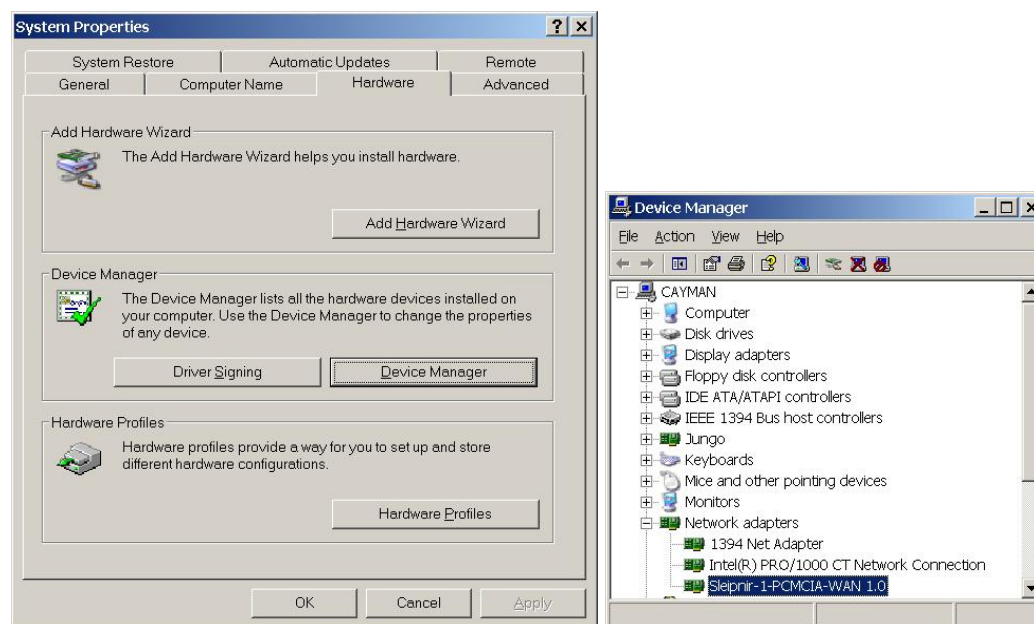 System Properties
System Restore
Automatic Updates
Remote
General
Computer Name
Hardware
Advanced
Add Hardware Wizard
The Add Hardware Wizard helps you install hardware.
Add Hardware Wizard
Device Manager
The Device Manager lists all the hardware devices installed on
your computer. Use the Device Manager to change the properties
of any device.
Driver Signing
Device Manager
Hardware Profiles
Hardware profiles provide a way for you to set up and store
different hardware configurations.
Hardware Profiles
OK
Cancel
Apply
Device Manager
File Action View Help
CAYMAN
Computer
Disk drives
Display adapters
Floppy disk controllers
IDE ATA/ATAPI controllers
IEEE 1394 Bus host controllers
Jungo
Keyboards
Mice and other pointing devices
Monitors
Network adapters
1394 Net Adapter
Intel(R) PRO/1000 CT Network Connection
Sleipnir-1-PCMCIA-WAN 1.0